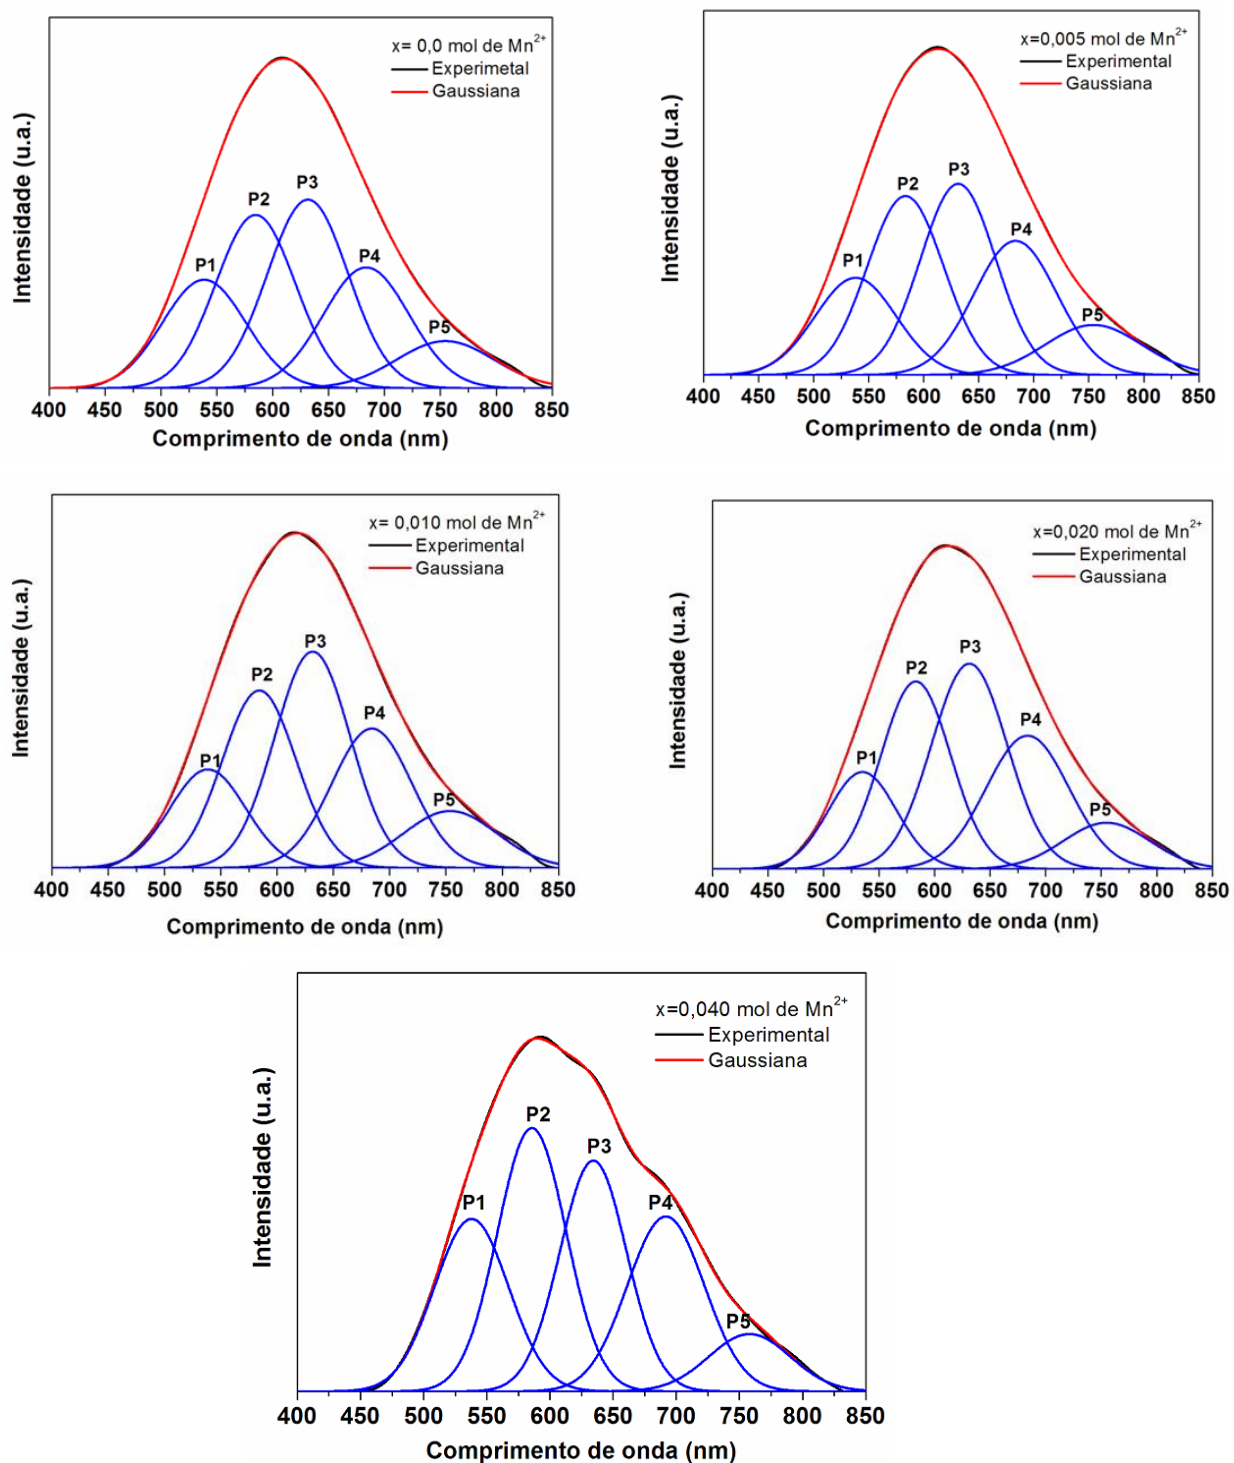 x= 0,0 mol de Mn2+
Experimetal
Gaussiana
P1
P2
P3
P4
P5
Intensidade (u.a.)
400 450 500 550 600 650 700 750 800 850
Comprimento de onda (nm)
x=0,005 mol de Mn2+
Experimental
Gaussiana
P1
P2
P3
P4
P5
Intensidade (u.a.)
400 450 500 550 600 650 700 750 800 850
Comprimento de onda (nm)
x= 0,010 mol de Mn2+
Experimental
Gaussiana
P1
P2
P3
P4
P5
Intensidade (u.a.)
400 450 500 550 600 650 700 750 800 850
Comprimento de onda (nm)
x=0,020 mol de Mn2+
Experimental
Gaussiana
P1
P2
P3
P4
P5
Intensidade (u.a.)
400 450 500 550 600 650 700 750 800 850
Comprimento de onda (nm)
x=0,040 mol de Mn2+
Experimental
Gaussiana
P1
P2
P3
P4
P5
Intensidade (u.a.)
400 450 500 550 600 650 700 750 800 850
Comprimento de onda (nm)